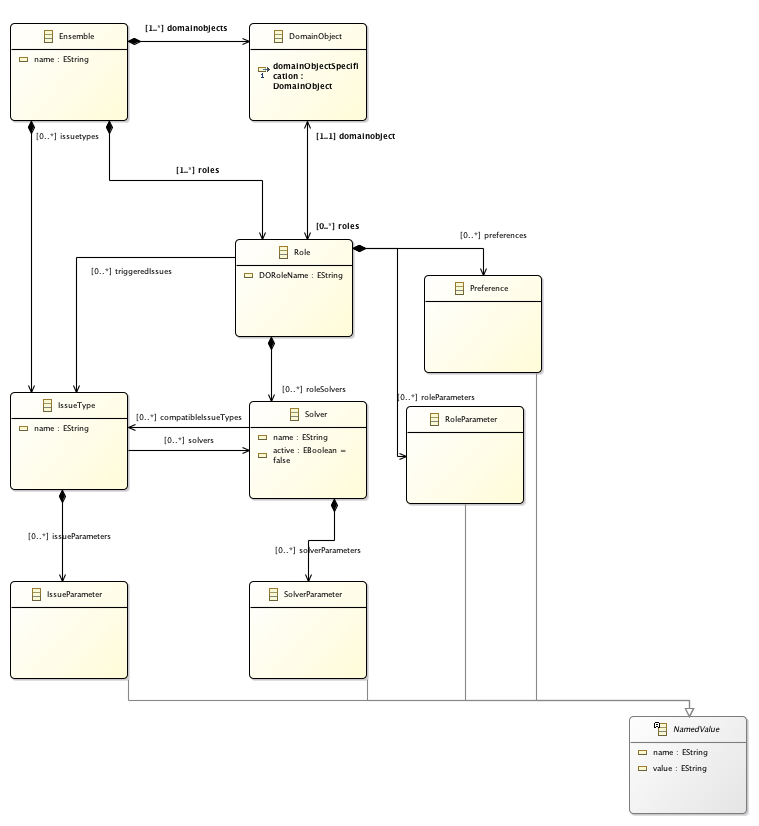 [1..*] domainobjects
Ensemble
DomainObject
name : EString
domainObjectSpecifi
cation :
DomainObject
[0..*] issuetypes
[1..1] domainobject
[1..*] roles
[0..*] roles
[0..*] preferences
Role
[0..*] triggeredIssues
DORoleName : EString
Preference
[0..*] roleSolvers
[0..*] roleParameters
IssueType
[0..*] compatibleIssueTypes
Solver
RoleParameter
name : EString
[0..*] solvers
name : EString
active : EBoolean =
false
[0..*] issueParameters
[0..*] solverParameters
IssueParameter
SolverParameter
NamedValue
name : EString
value : EString